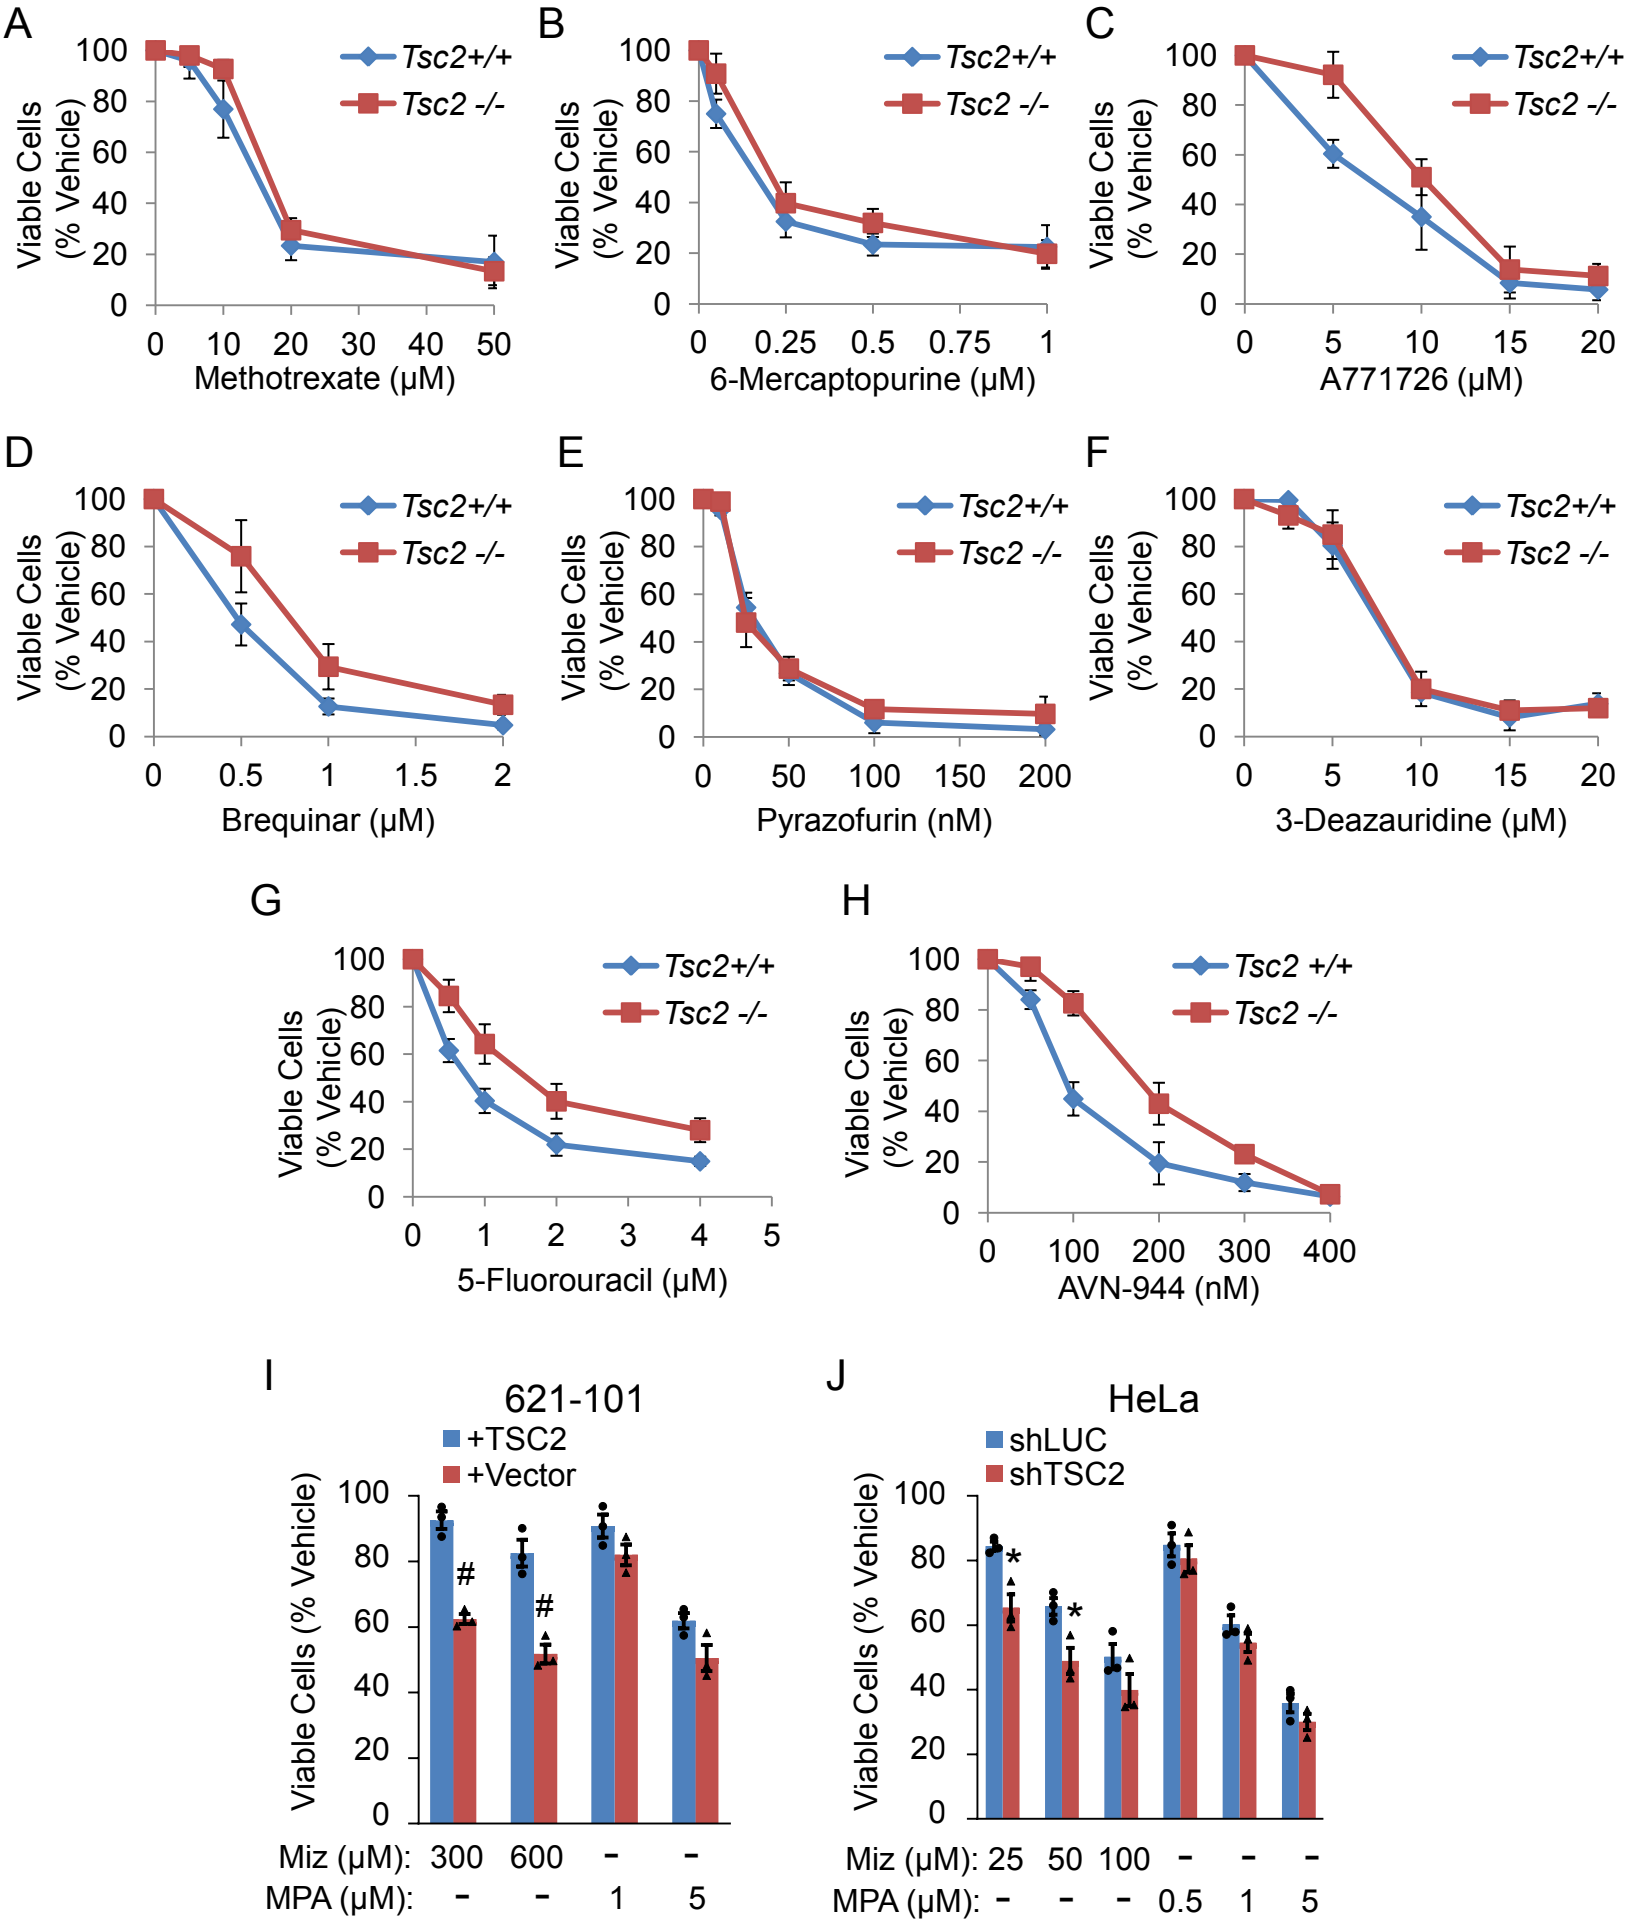 A
Viable Cells
(% Vehicle)
100
80
60
40
20
0
Tsc2+/+
Tsc2 -/-
0 10 20 30 40 50
Methotrexate (µM)
B
Viable Cells
(% Vehicle)
100
80
60
40
20
0
Tsc2+/+
Tsc2 -/-
0 0.25 0.5 0.75 1
6-Mercaptopurine (µM)
C
Viable Cells
(% Vehicle)
100
80
60
40
20
0
Tsc2+/+
Tsc2 -/-
0 5 10 15 20
A771726 (µM)
D
Viable Cells
(% Vehicle)
100
80
60
40
20
0
Tsc2+/+
Tsc2 -/-
0 0.5 1 1.5 2
Brequinar (µM)
E
Viable Cells
(% Vehicle)
100
80
60
40
20
0
Tsc2+/+
Tsc2 -/-
0 50 100 150 200
Pyrazofurin (nM)
F
Viable Cells
(% Vehicle)
100
80
60
40
20
0
Tsc2+/+
Tsc2 -/-
0 5 10 15 20
3-Deazauridine (µM)
G
Viable Cells
(% Vehicle)
100
80
60
40
20
0
Tsc2+/+
Tsc2 -/-
0 1 2 3 4 5
5-Fluorouracil (µM)
H
Viable Cells
(% Vehicle)
100
80
60
40
20
0
Tsc2 +/+
Tsc2 -/-
0 100 200 300 400
AVN-944 (nM)
I
621-101
+TSC2
+Vector
Viable Cells (% Vehicle)
100
80
60
40
20
0
# #
Miz (µM): 300 600 - -
MPA (µM): - - 1 5
J
HeLa
shLUC
shTSC2
Viable Cells (% Vehicle)
100
80
60
40
20
0
* *
Miz (µM): 25 50 100 - - -
MPA (µM): - - - 0.5 1 5